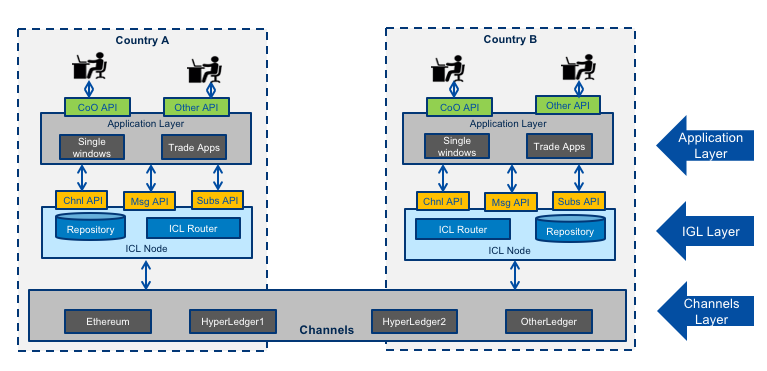 Country A
Country B
CoO API
Other API
CoO API
Other API
Application Layer
Application Layer
Single
windows
Trade Apps
Single
windows
Trade Apps
Application
Layer
Chnl API
Msg API
Subs API
Chnl API
Msg API
Subs API
Repository
ICL Router
ICL Router
Repository
IGL Layer
ICL Node
ICL Node
Ethereum
HyperLedger1
HyperLedger2
OtherLedger
Channels
Channels
Layer